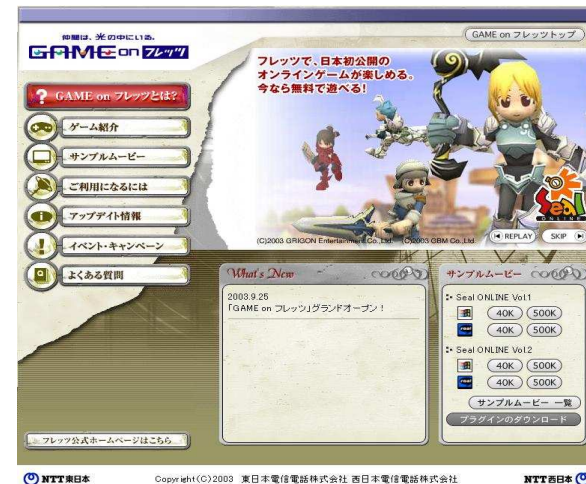 仲間は、光の中にいる。
GAME on フレッツ
GAME on フレッツトップ
フレッツで、日本初公開の
オンラインゲームが楽しめる。
今なら無料で遊べる!
? GAME on フレッツとは?
ゲーム紹介
サンプルムービー
ご利用になるには
アップデイト情報
イベント・キャンペーン
よくある質問
Seal
ONLINE
(C)2003 GRIGON Entertainment Co.,Ltd. (C)2003 GBM Co.,Ltd.
REPLAY
SKIP
What's New
2003.9.25
「GAME on フレッツ」グランドオープン!
サンプルムービー
Seal ONLINE Vol.1
40K 500K
real 40K 500K
Seal ONLINE Vol.2
40K 500K
real 40K 500K
サンプルムービー 一覧
プラグインのダウンロード
フレッツ公式ホームページはこちら
NTT東日本
Copyright(C)2003 東日本電信電話株式会社 西日本電信電話株式会社
NTT西日本